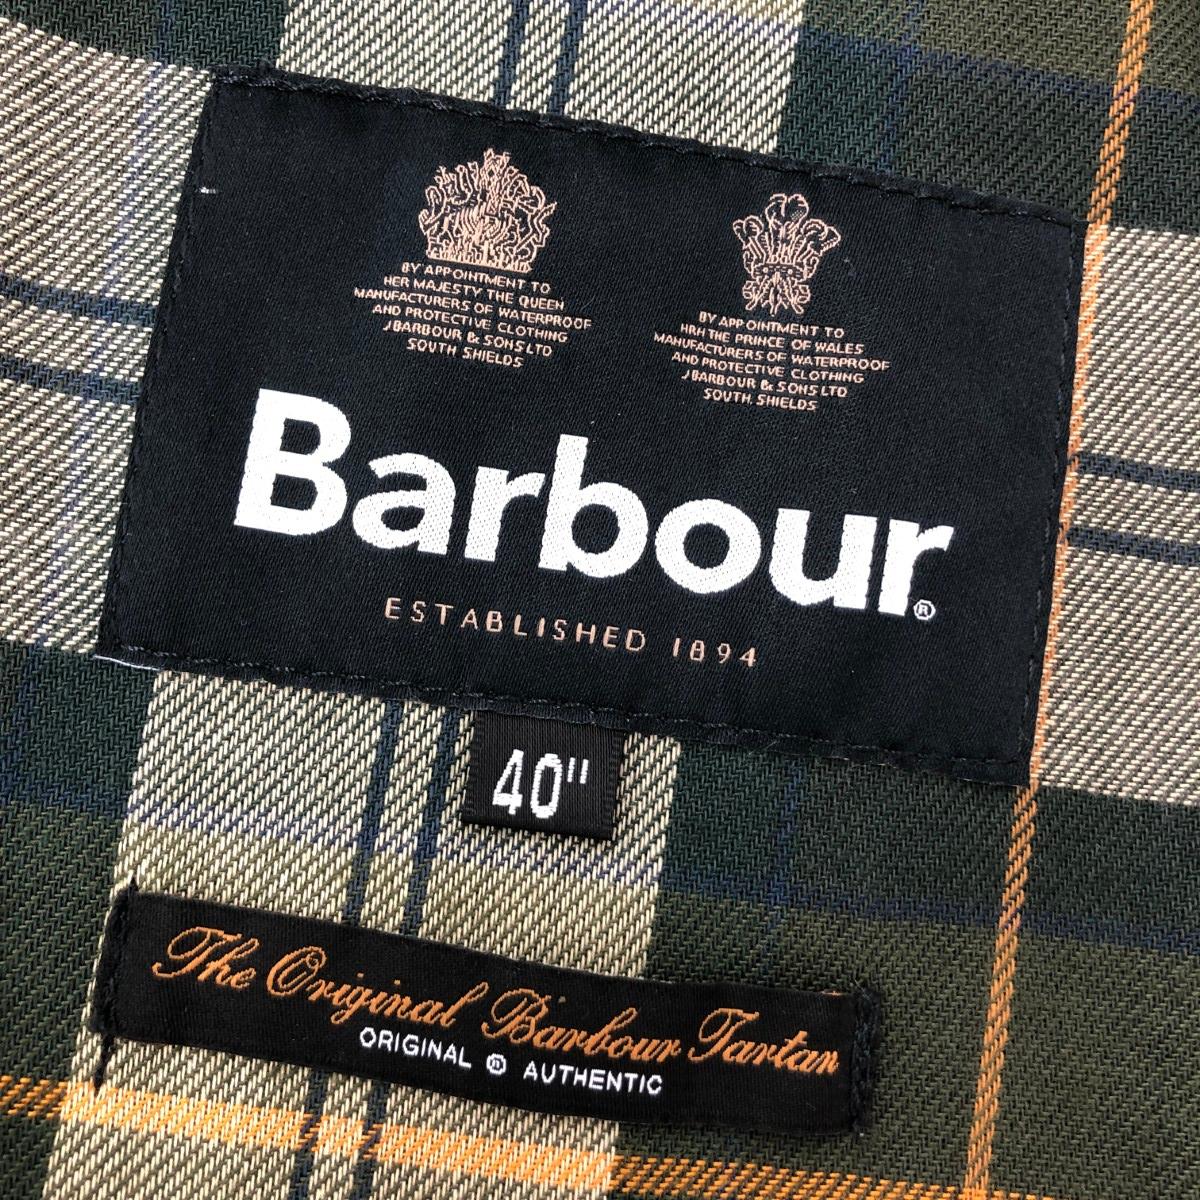 BY APPOINTMENT TO
HER MAJESTY THE QUEEN
MANUFACTURERS OF WATERPROOF
AND PROTECTIVE CLOTHING
J BARBOUR & SONS LTD
SOUTH SHIELDS
BY APPOINTMENT TO
HRH THE PRINCE OF WALES
MANUFACTURERS OF WATERPROOF
AND PROTECTIVE CLOTHING
J BARBOUR & SONS LTD
SOUTH SHIELDS
Barbour®
ESTABLISHED 1894
40"
The Original Barbour Tartan
ORIGINAL ® AUTHENTIC